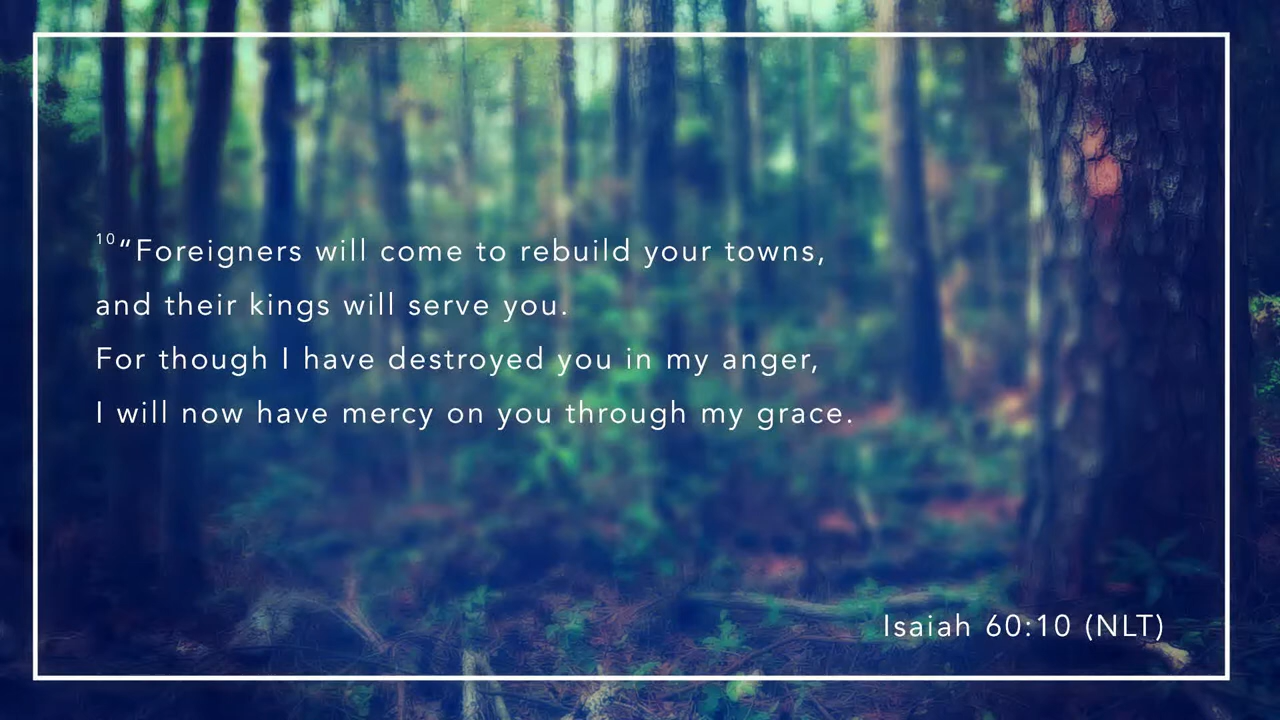 10 “Foreigners will come to rebuild your towns,
and their kings will serve you.
For though I have destroyed you in my anger,
I will now have mercy on you through my grace.
Isaiah 60:10 (NLT)